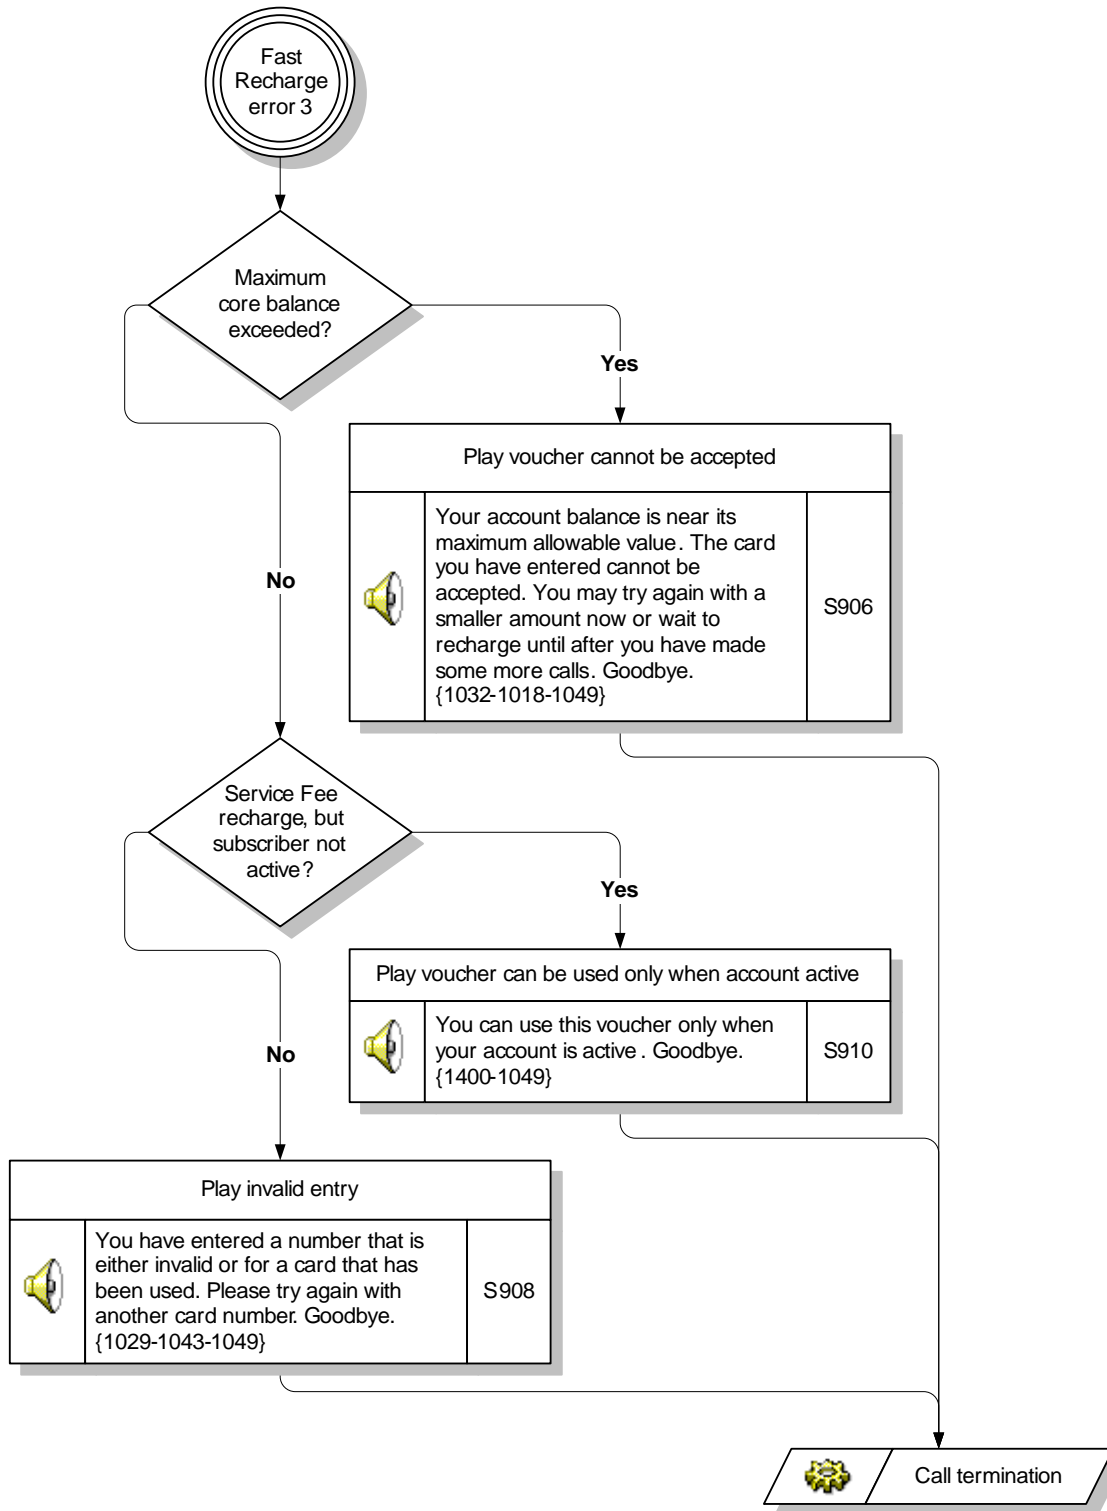 Fast
Recharge
error 3
Maximum
core balance
exceeded?
Yes
Play voucher cannot be accepted
Your account balance is near its
maximum allowable value. The card
you have entered cannot be
accepted. You may try again with a
smaller amount now or wait to
recharge until after you have made
some more calls. Goodbye.
{1032-1018-1049}
S906
No
Service Fee
recharge, but
subscriber not
active?
Yes
Play voucher can be used only when account active
You can use this voucher only when
your account is active. Goodbye.
{1400-1049}
S910
No
Play invalid entry
You have entered a number that is
either invalid or for a card that has
been used. Please try again with
another card number. Goodbye.
{1029-1043-1049}
S908
Call termination